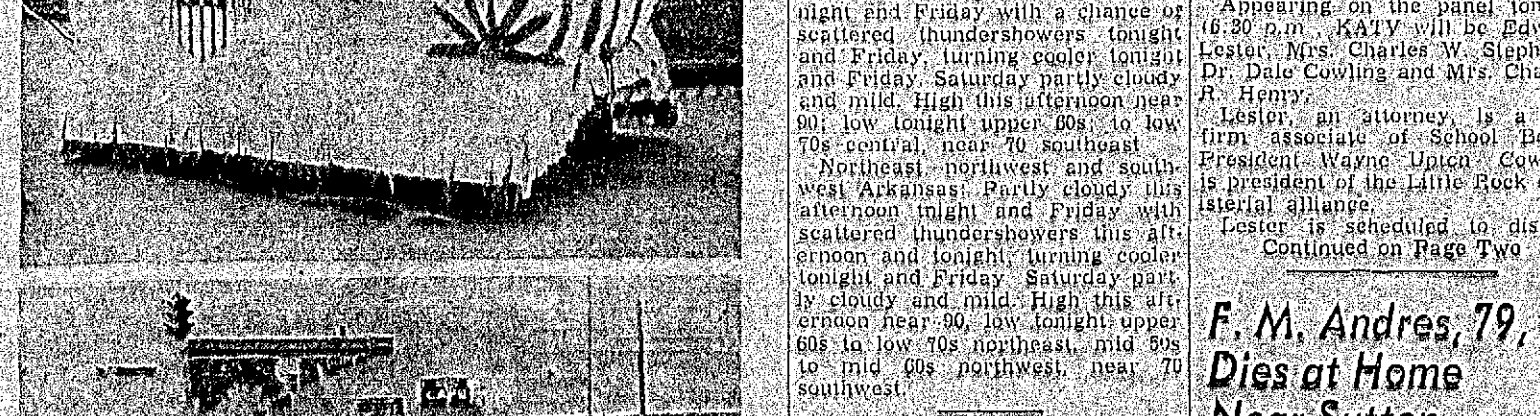 night and Friday with a chance of
scattered thundershowers tonight
and Friday, turning cooler tonight
and Friday. Saturday partly cloudy
and mild. High this afternoon near
90; low tonight upper 60s; to low
70s central, near 70 southeast
Northeast, northwest and south-
west Arkansas: Partly cloudy this
afternoon tnight and Friday with
scattered thundershowers this aft-
ernoon and tonight, turning cooler
tonight and Friday. Saturday part-
ly cloudy and mild. High this aft-
ernoon near 90, low tonight upper
60s to low 70s northeast, mid 50s
to mid 60s northwest, near 70
southwest.
Appearing on the panel
(6:30 p.m., KATV will be Ed
Lester, Mrs. Charles W. Steph
Dr. Dale Cowling and Mrs. Cha
R. Henry.
Lester, an attorney, is a
firm associate of School B
President Wayne Upton Cow
is president of the Little Rock
isterial alliance.
Lester is scheduled to dis
Continued on Page Two
F. M. Andres, 79,
Dies at Home
Near